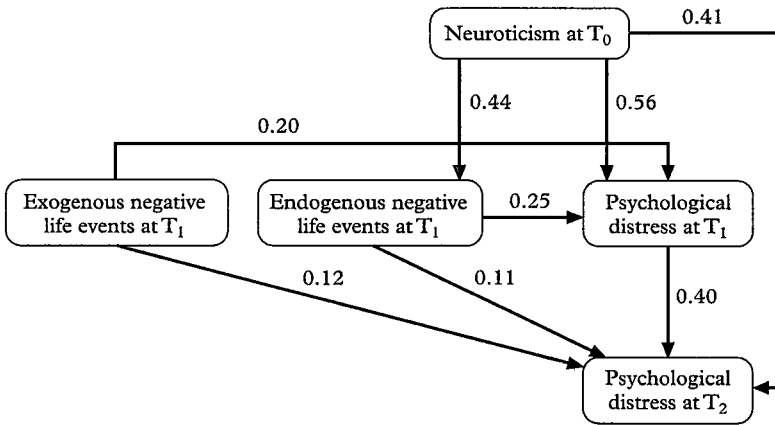 0.41
Neuroticism at T0
0.44
0.56
0.20
Exogenous negative
life events at T1
Endogenous negative
life events at T1
0.25
Psychological
distress at T1
0.12
0.11
0.40
Psychological
distress at T2